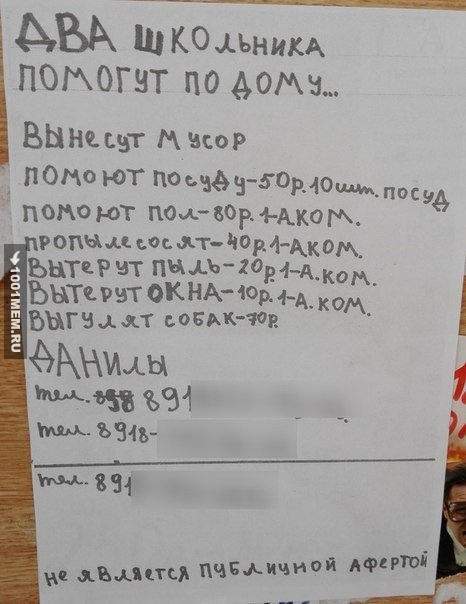 ДВА ШКОЛЬНИКА
ПОМОГУТ ПО ДОМУ...
ВЫНЕСУТ МУСОР
ПОМОЮТ ПОСУДУ-50р.10шт.ПОСУД
ПОМОЮТ ПОЛ-80р.1-А КОМ.
ПРОПЫЛЕСОСЯТ-40р.1-А КОМ.
ВЫТЕРУТ ПЫЛЬ-20р.1-А. КОМ.
ВЫТЕРУТ ОКНА-10р.1-А. КОМ.
ВЫГУЛЯТ СОБАК-70р.
ДАНИЛЫ
тел. 891
тел. 8918-
тел. 891
НЕ ЯВЛЯЕТСЯ ПУБЛИЧНОЙ АФЕРТОЙ
1001MEM.RU